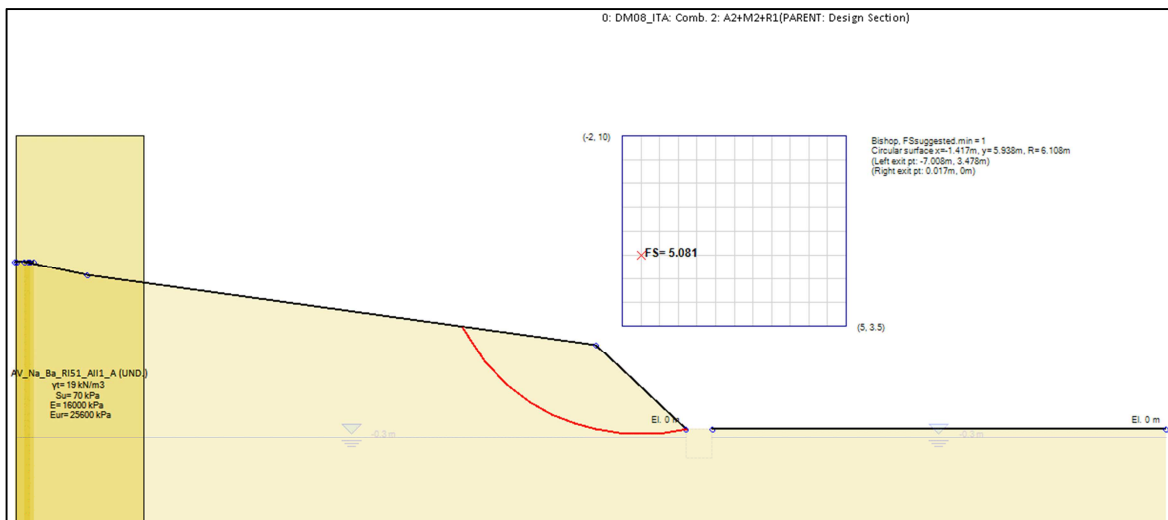 0: DM08_ITA: Comb. 2: A2+M2+R1(PARENT: Design Section)
(-2, 10)
Bishop, FSsuggested.min = 1
Circular surface x=-1.417m, y= 5.938m, R= 6.108m
(Left exit pt: -7.008m, 3.478m)
(Right exit pt: 0.017m, 0m)
FS= 5.081
(5, 3.5)
AV_Na_Ba_RI51_All1_A (UND.)
γt= 19 kN/m3
Su= 70 kPa
E= 16000 kPa
Eur= 25600 kPa
El. 0 m
El. 0 m
-0.3 m
-0.3 m